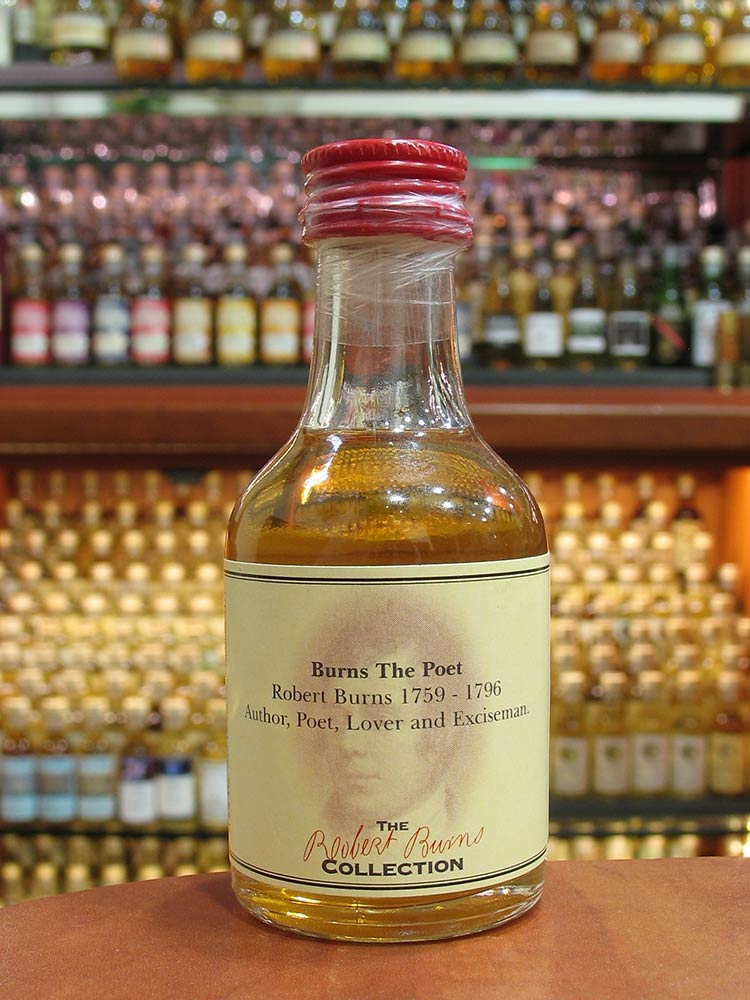 Burns The Poet
Robert Burns 1759 - 1796
Author, Poet, Lover and Exciseman.
THE
Robert Burns
COLLECTION